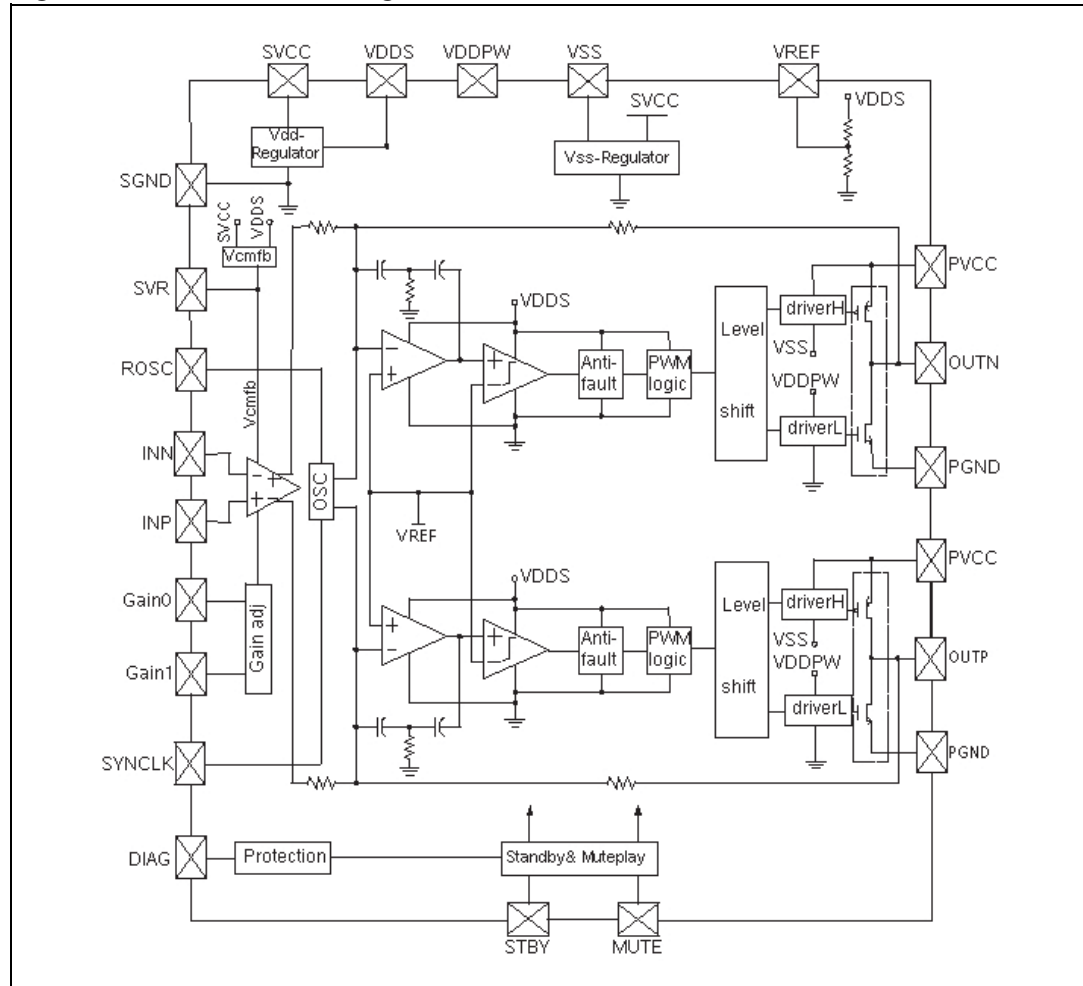 SVCC
VDDS
VDDPW
VSS
VREF
SVCC
VDDS
Vdd-
Regulator
Vss-Regulator
SGND
SVCC
VDDS
Vcmfb
SVR
PVCC
VDDS
driverH
Level
shift
VSS
ROSC
Vcmfb
Anti-
fault
PWM
logic
OUTN
VDDPW
driverL
INN
OSC
PGND
INP
VREF
PVCC
VDDS
Gain0
Gain adj
Level
shift
driverH
VSS
Anti-
fault
PWM
logic
Gain1
VDDPW
OUTP
driverL
SYNCLK
PGND
DIAG
Protection
Standby& Muteplay
STBY
MUTE